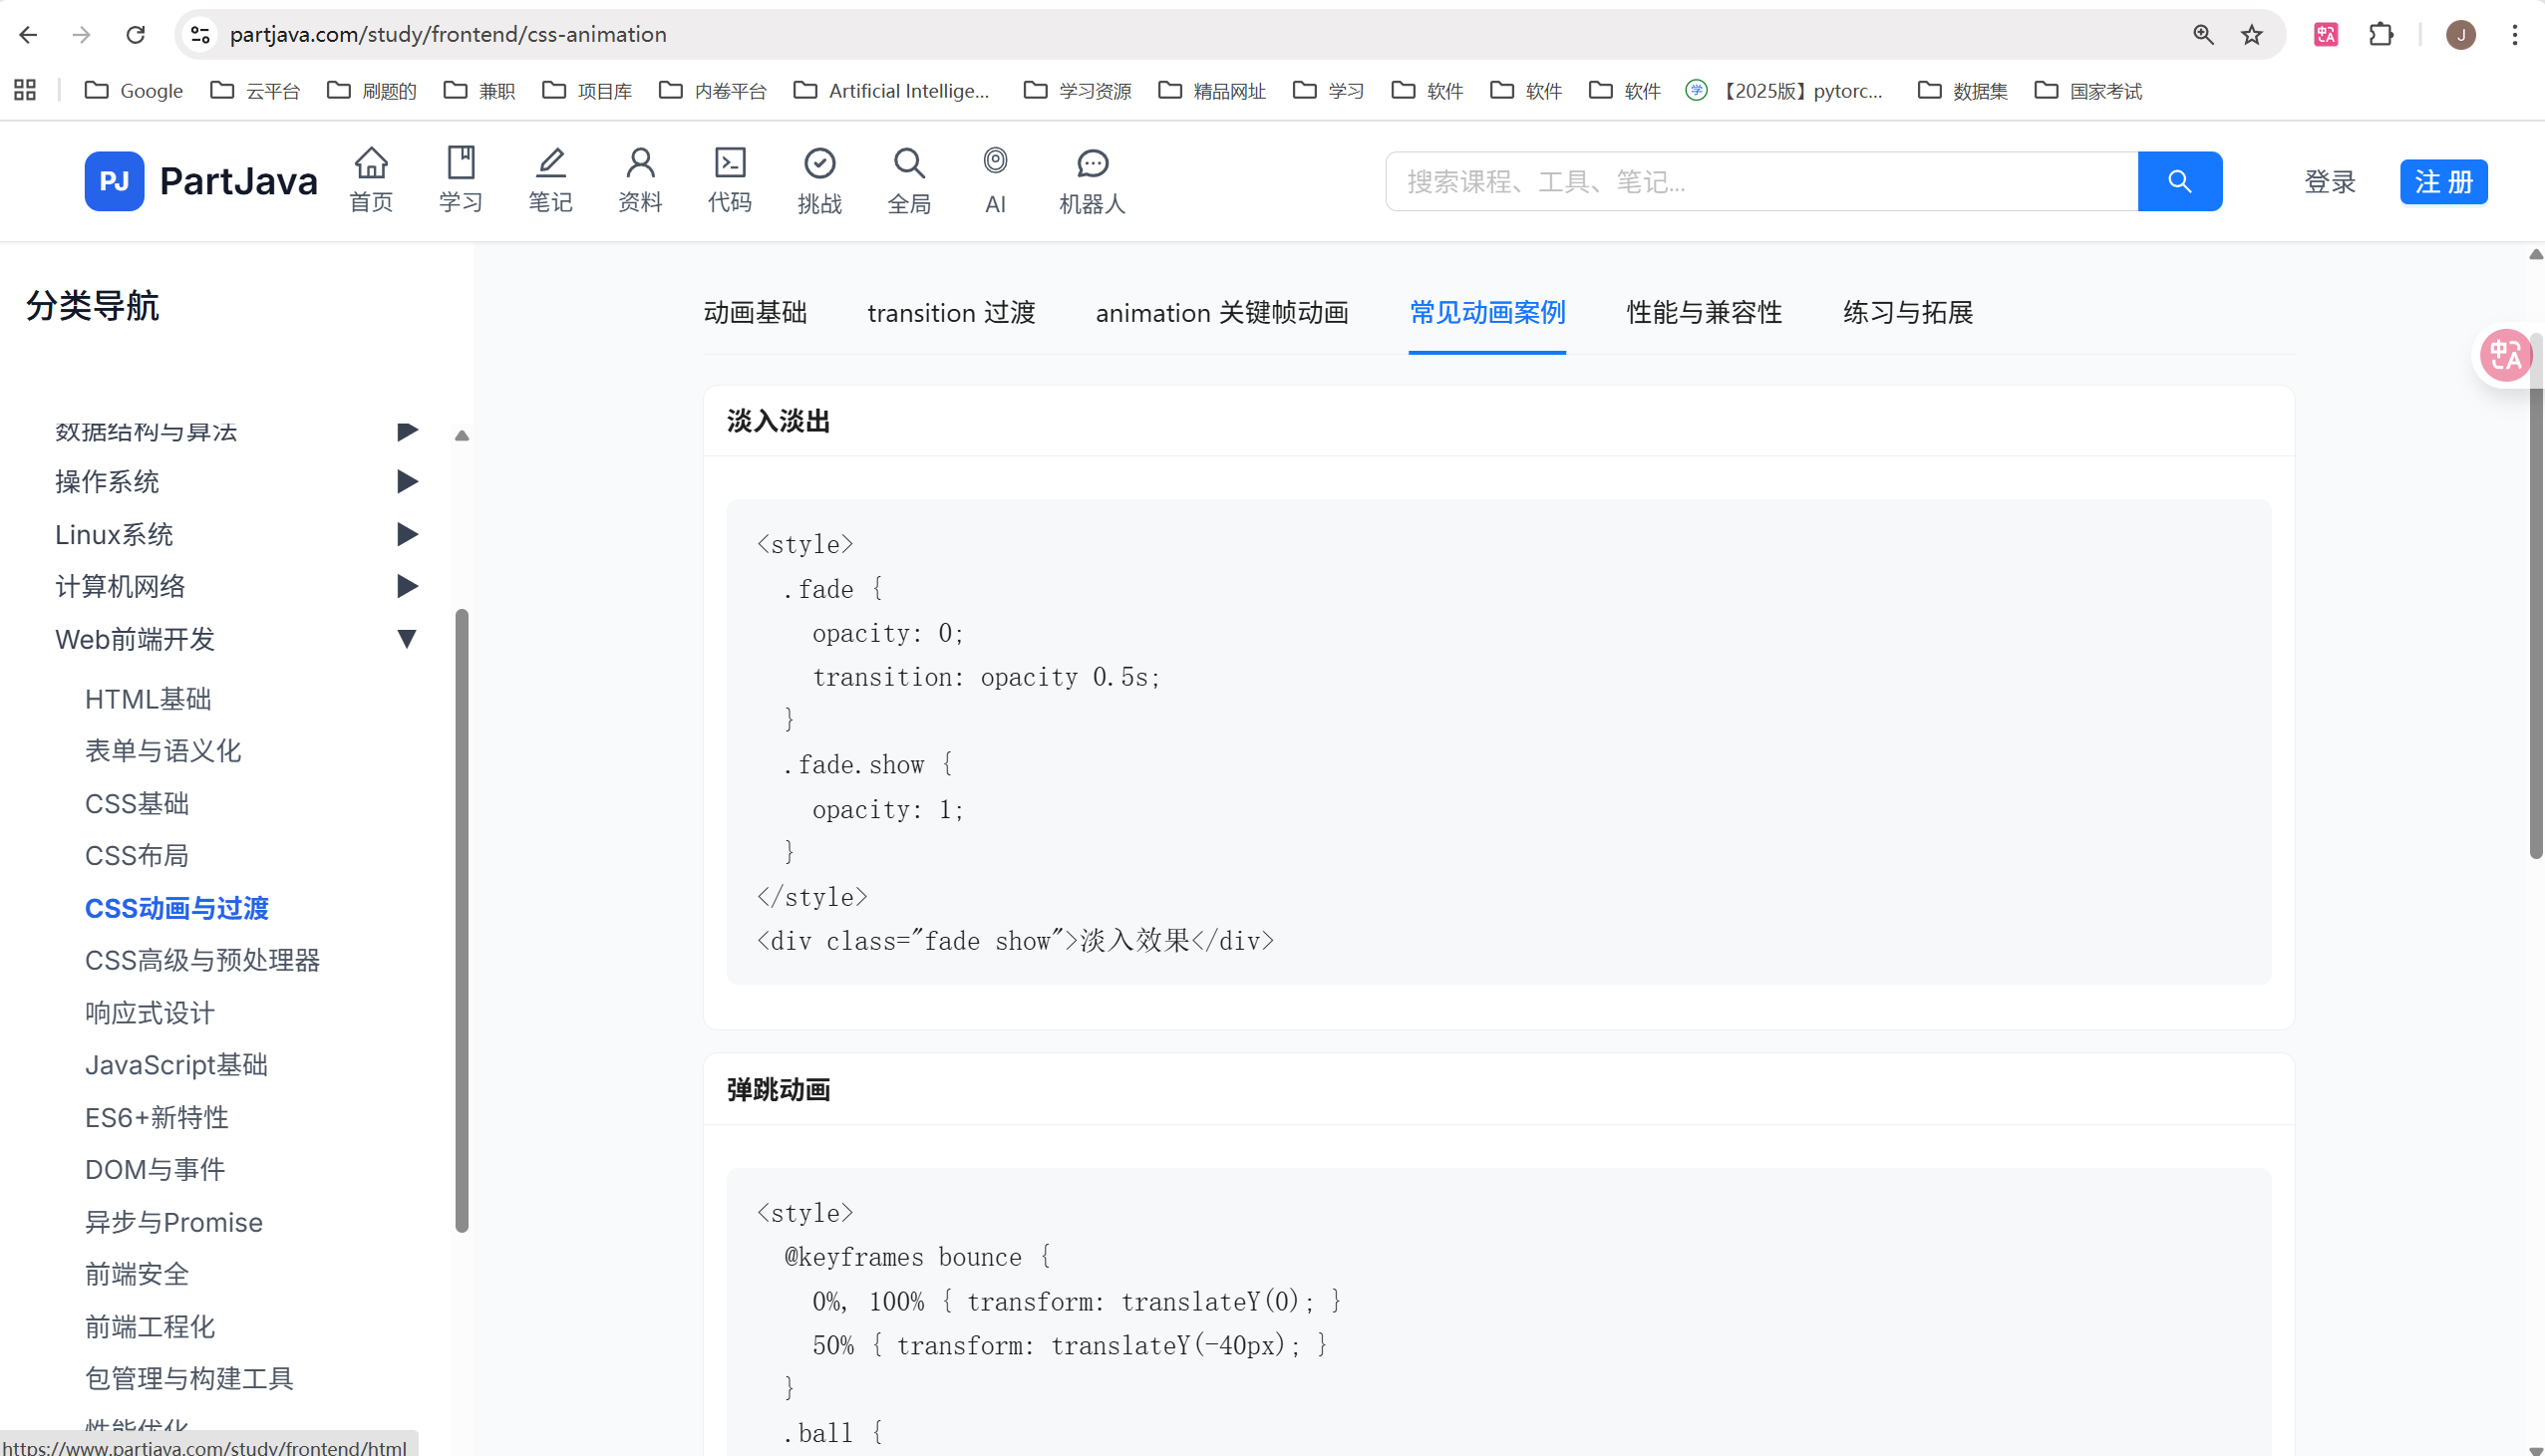 partjava.com/study/frontend/css-animation
J
Google
云平台
刷题的
兼职
项目库
内卷平台
Artificial Intellige...
学习资源
精品网址
学习
软件
软件
软件
【2025版】pytorc...
数据集
国家考试
PJ
PartJava
首页
学习
笔记
资料
代码
挑战
全局
AI
机器人
搜索课程、工具、笔记...
登录
注 册
分类导航
数据结构与算法
操作系统
Linux系统
计算机网络
Web前端开发
HTML基础
表单与语义化
CSS基础
CSS布局
CSS动画与过渡
CSS高级与预处理器
响应式设计
JavaScript基础
ES6+新特性
DOM与事件
异步与Promise
前端安全
前端工程化
包管理与构建工具
性能优化
https://www.partjava.com/study/frontend/html
动画基础
transition 过渡
animation 关键帧动画
常见动画案例
性能与兼容性
练习与拓展
淡入淡出
<style>
.fade {
opacity: 0;
transition: opacity 0.5s;
}
.fade.show {
opacity: 1;
}
</style>
<div class="fade show">淡入效果</div>
弹跳动画
<style>
@keyframes bounce {
0%, 100% { transform: translateY(0); }
50% { transform: translateY(-40px); }
}
.ball {